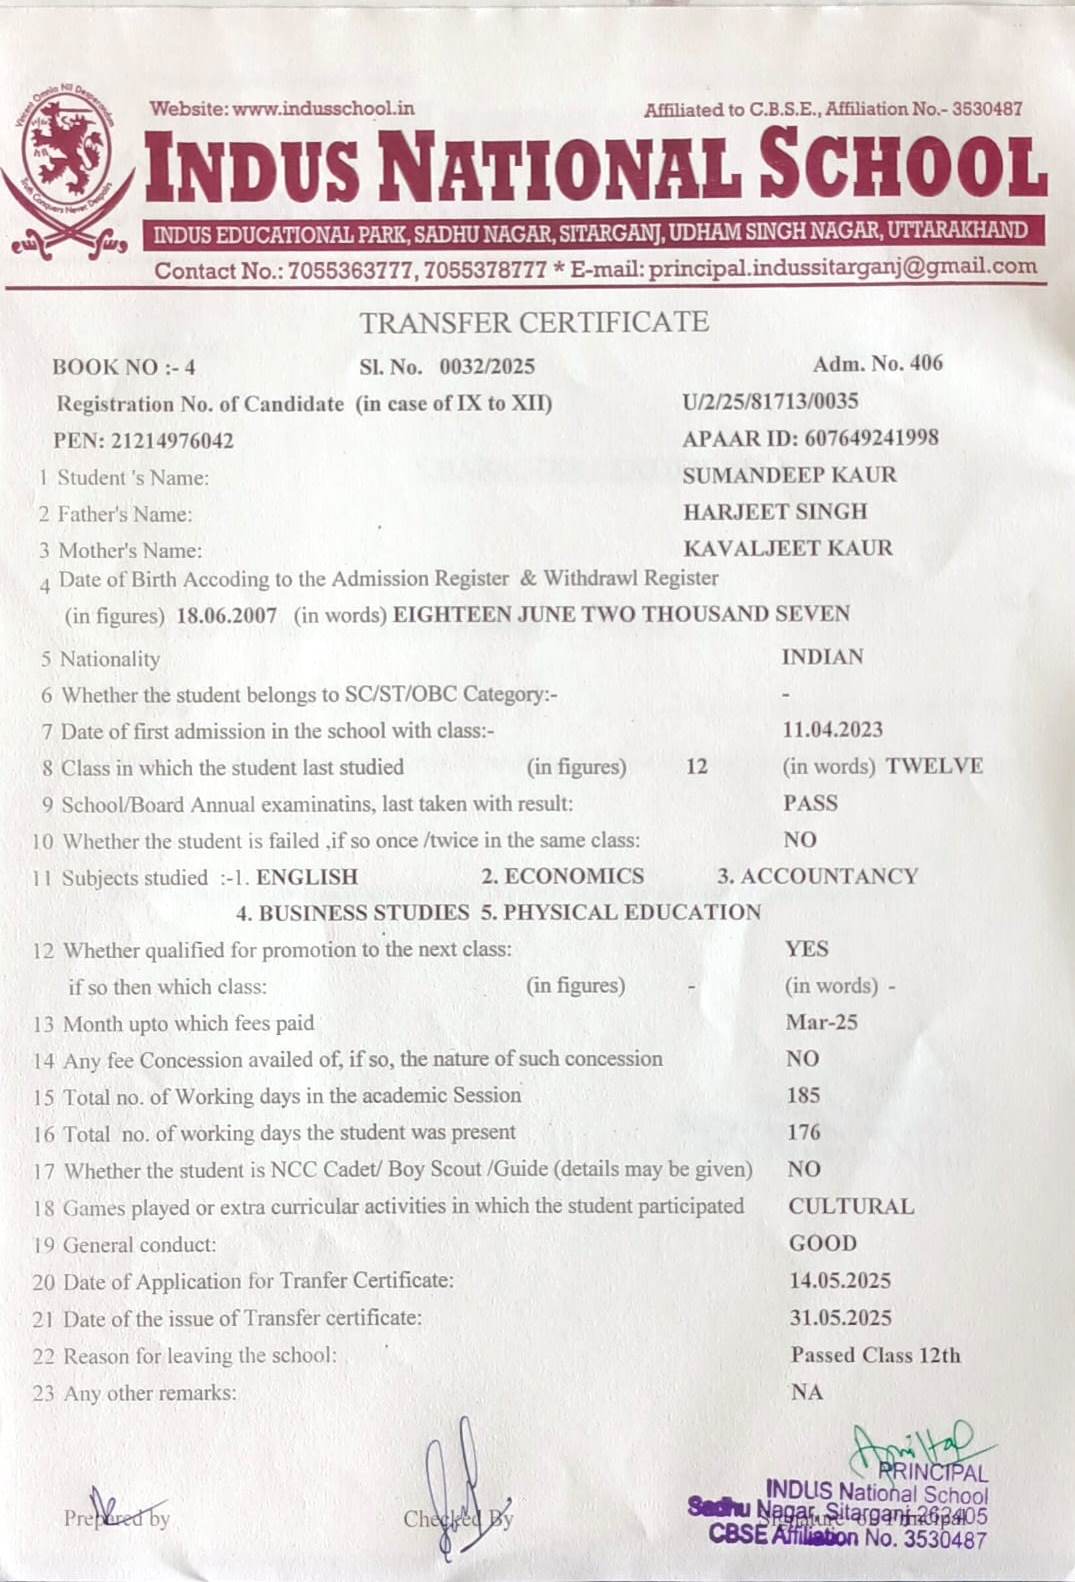 Vincent Omnia Nil Desperandum
Website: www.indusschool.in Affiliated to C.B.S.E., Affiliation No.- 3530487
INDUS NATIONAL SCHOOL
INDUS EDUCATIONAL PARK, SADHU NAGAR, SITARGANJ, UDHAM SINGH NAGAR, UTTARAKHAND
Contact No.: 7055363777, 7055378777 * E-mail: principal.indussitarganj@gmail.com
TRANSFER CERTIFICATE
BOOK NO :- 4 Sl. No. 0032/2025 Adm. No. 406
Registration No. of Candidate (in case of IX to XII) U/2/25/81713/0035
PEN: 21214976042 APAAR ID: 607649241998
1 Student 's Name: SUMANDEEP KAUR
2 Father's Name: HARJEET SINGH
3 Mother's Name: KAVALJEET KAUR
4 Date of Birth Accoding to the Admission Register & Withdrawl Register
(in figures) 18.06.2007 (in words) EIGHTEEN JUNE TWO THOUSAND SEVEN
5 Nationality INDIAN
6 Whether the student belongs to SC/ST/OBC Category:- -
7 Date of first admission in the school with class:- 11.04.2023
8 Class in which the student last studied (in figures) 12 (in words) TWELVE
9 School/Board Annual examinatins, last taken with result: PASS
10 Whether the student is failed ,if so once /twice in the same class: NO
11 Subjects studied :-1. ENGLISH 2. ECONOMICS 3. ACCOUNTANCY
4. BUSINESS STUDIES 5. PHYSICAL EDUCATION
12 Whether qualified for promotion to the next class: YES
if so then which class: (in figures) - (in words) -
13 Month upto which fees paid Mar-25
14 Any fee Concession availed of, if so, the nature of such concession NO
15 Total no. of Working days in the academic Session 185
16 Total no. of working days the student was present 176
17 Whether the student is NCC Cadet/ Boy Scout /Guide (details may be given) NO
18 Games played or extra curricular activities in which the student participated CULTURAL
19 General conduct: GOOD
20 Date of Application for Tranfer Certificate: 14.05.2025
21 Date of the issue of Transfer certificate: 31.05.2025
22 Reason for leaving the school: Passed Class 12th
23 Any other remarks: NA
PRINCIPAL
INDUS National School
Prepared by Checked By Signature of Principal
Sadhu Nagar, Sitarganj-262405
CBSE Affiliation No. 3530487